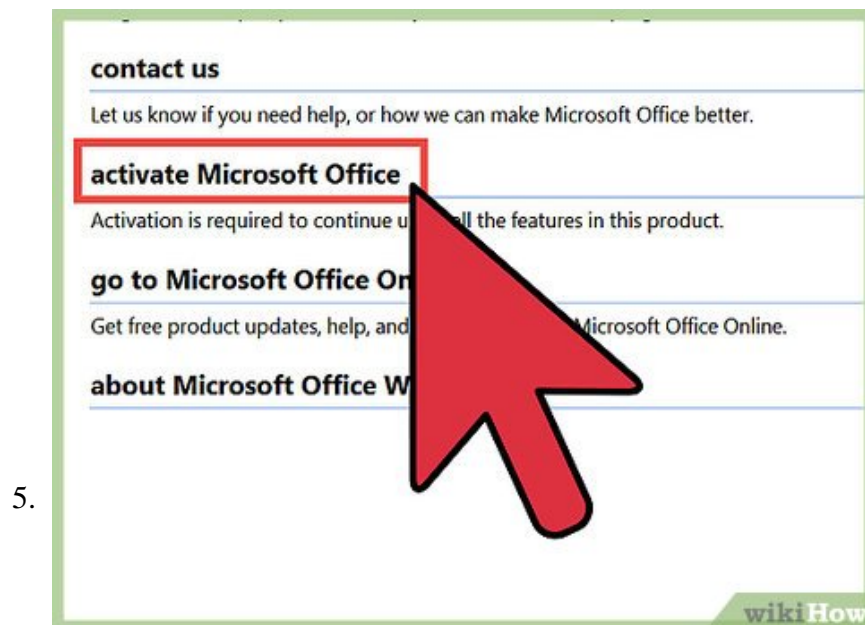 contact us
Let us know if you need help, or how we can make Microsoft Office better.
activate Microsoft Office
Activation is required to continue u ll the features in this product.
go to Microsoft Office On
Get free product updates, help, and Microsoft Office Online.
about Microsoft Office W
5.
wikiHow